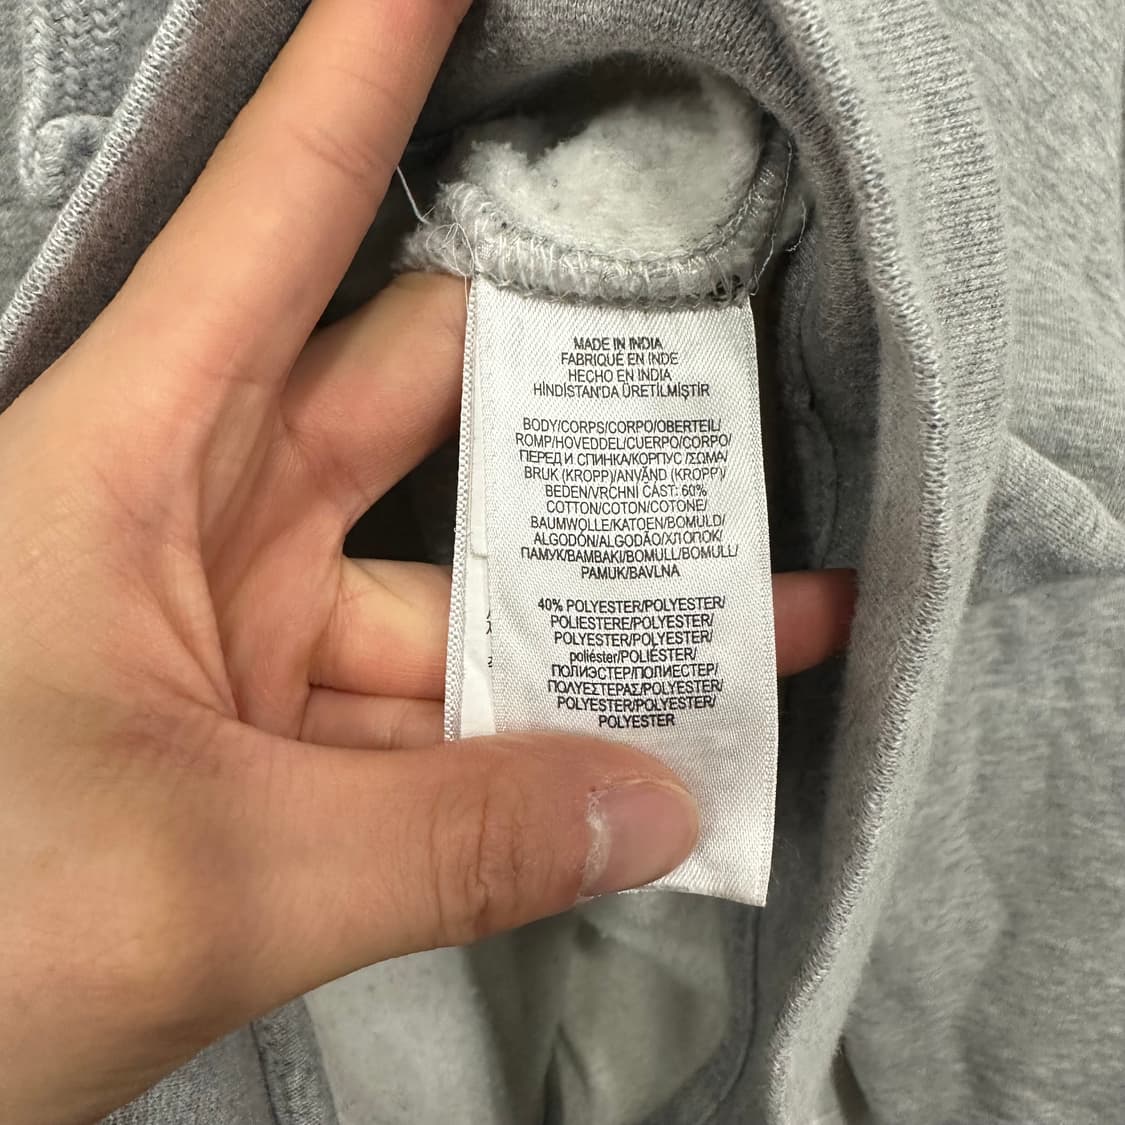 MADE IN INDIA
FABRIQUÉ EN INDE
HECHO EN INDIA
HİNDİSTAN'DA ÜRETİLMİŞTİR
BODY/CORPS/CORPO/OBERTEIL/
ROMP/HOVEDDEL/CUERPO/CORPO/
ПЕРЕД И СПИНКА/КОРПУС /ΣΩΜΑ/
BRUK (KROPP)/ANVÄND (KROPP)/
BEDEN/VRCHNÍ ČÁST: 60%
COTTON/COTON/COTONE/
BAUMWOLLE/KATOEN/BOMULD/
ALGODÓN/ALGODÃO/ХЛОПОК/
ПАМУК/ΒΑΜΒΑΚΙ/BOMULL/BOMULL/
PAMUK/BAVLNA
40% POLYESTER/POLYESTER/
POLIESTERE/POLYESTER/
POLYESTER/POLYESTER/
poliéster/POLIÉSTER/
ПОЛИЭСТЕР/ПОЛИЕСТЕР/
ΠΟΛΥΕΣΤΕΡΑΣ/POLYESTER/
POLYESTER/POLYESTER/
POLYESTER